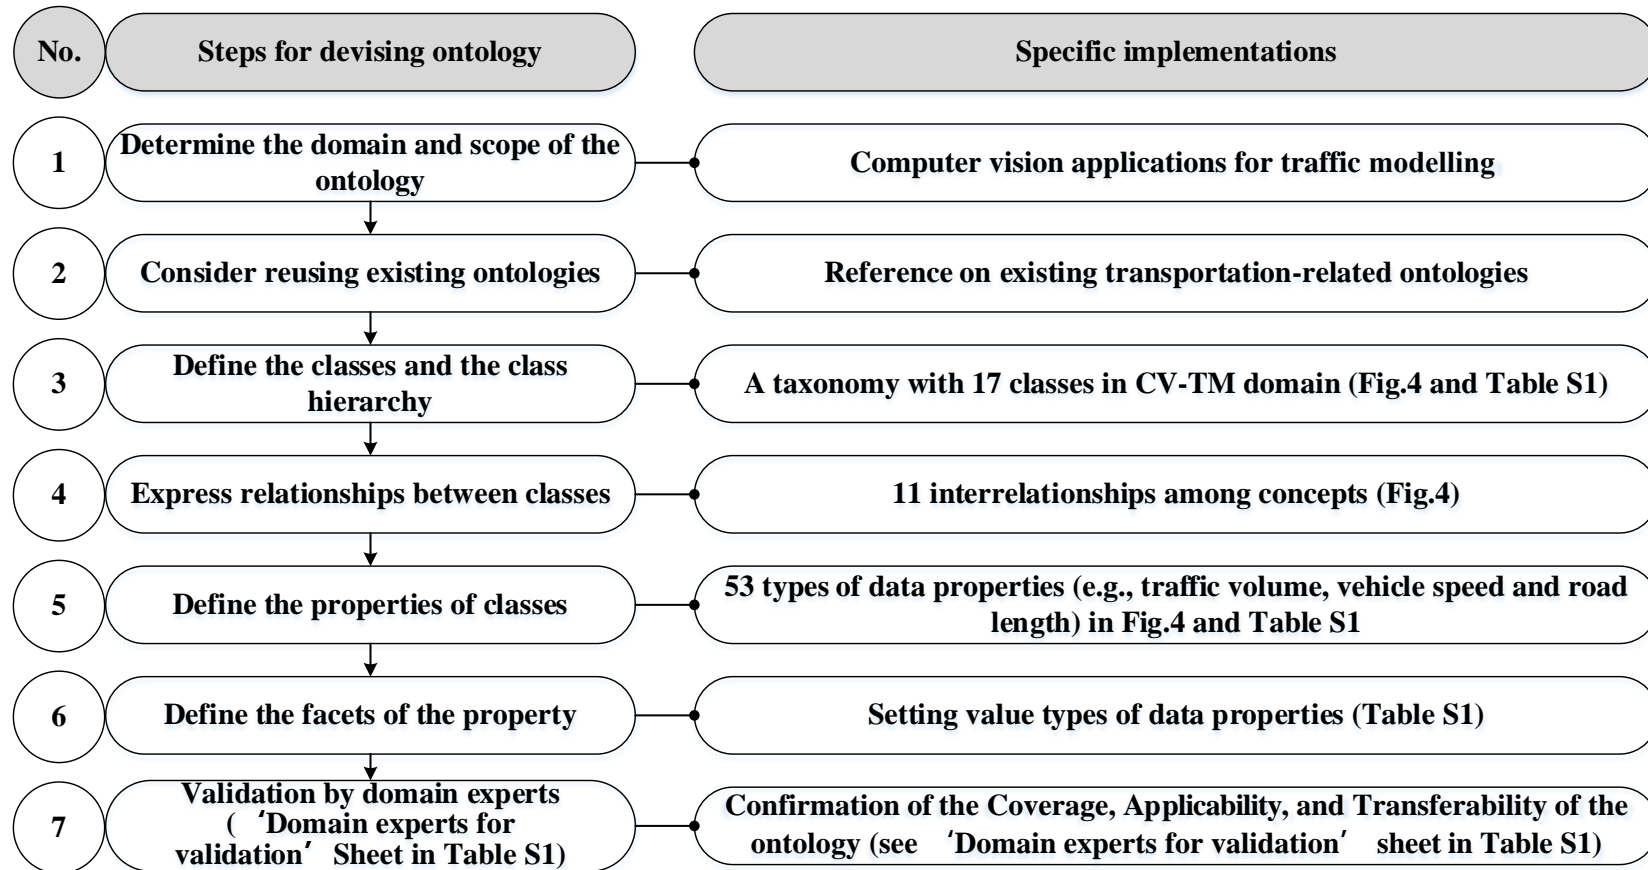 No.
Steps for devising ontology
Specific implementations
1
Determine the domain and scope of the
ontology
Computer vision applications for traffic modelling
2
Consider reusing existing ontologies
Reference on existing transportation-related ontologies
3
Define the classes and the class
hierarchy
A taxonomy with 17 classes in CV-TM domain (Fig.4 and Table S1)
4
Express relationships between classes
11 interrelationships among concepts (Fig.4)
5
Define the properties of classes
53 types of data properties (e.g., traffic volume, vehicle speed and road
length) in Fig.4 and Table S1
6
Define the facets of the property
Setting value types of data properties (Table S1)
7
Validation by domain experts
( ‘Domain experts for
validation’ Sheet in Table S1)
Confirmation of the Coverage, Applicability, and Transferability of the
ontology (see ‘Domain experts for validation’ sheet in Table S1)